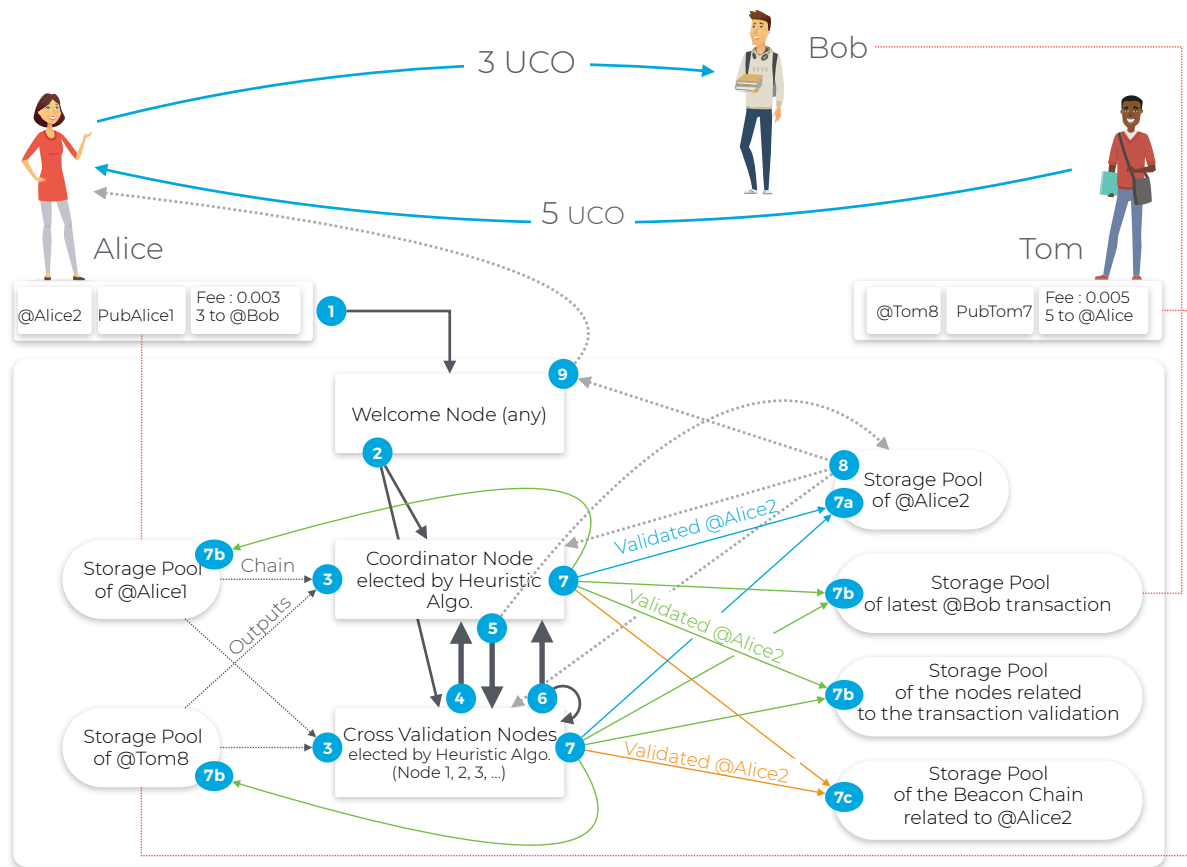 3 UCO
Bob
5 UCO
Alice
Tom
@Alice2
PubAlice1
Fee : 0.003
3 to @Bob
1
@Tom8
PubTom7
Fee : 0.005
5 to @Alice
9
Welcome Node (any)
2
8
Storage Pool
of @Alice2
7a
Validated @Alice2
7b
Storage Pool
of @Alice1
Chain
Outputs
3
Coordinator Node
elected by Heuristic
Algo.
7
Validated @Alice2
7b
Storage Pool
of latest @Bob transaction
5
4
6
7b
Storage Pool
of the nodes related
to the transaction validation
Storage Pool
of @Tom8
7b
3
Cross Validation Nodes
elected by Heuristic Algo.
(Node 1, 2, 3, ...)
7
Validated @Alice2
7c
Storage Pool
of the Beacon Chain
related to @Alice2